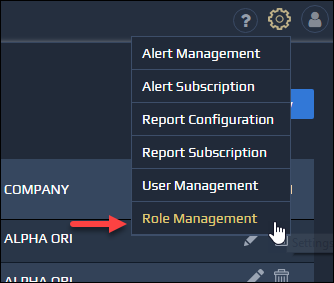 ?
Alert Management
Alert Subscription
Report Configuration
Report Subscription
User Management
Role Management
COMPANY
ALPHA ORI
ALPHA ORI